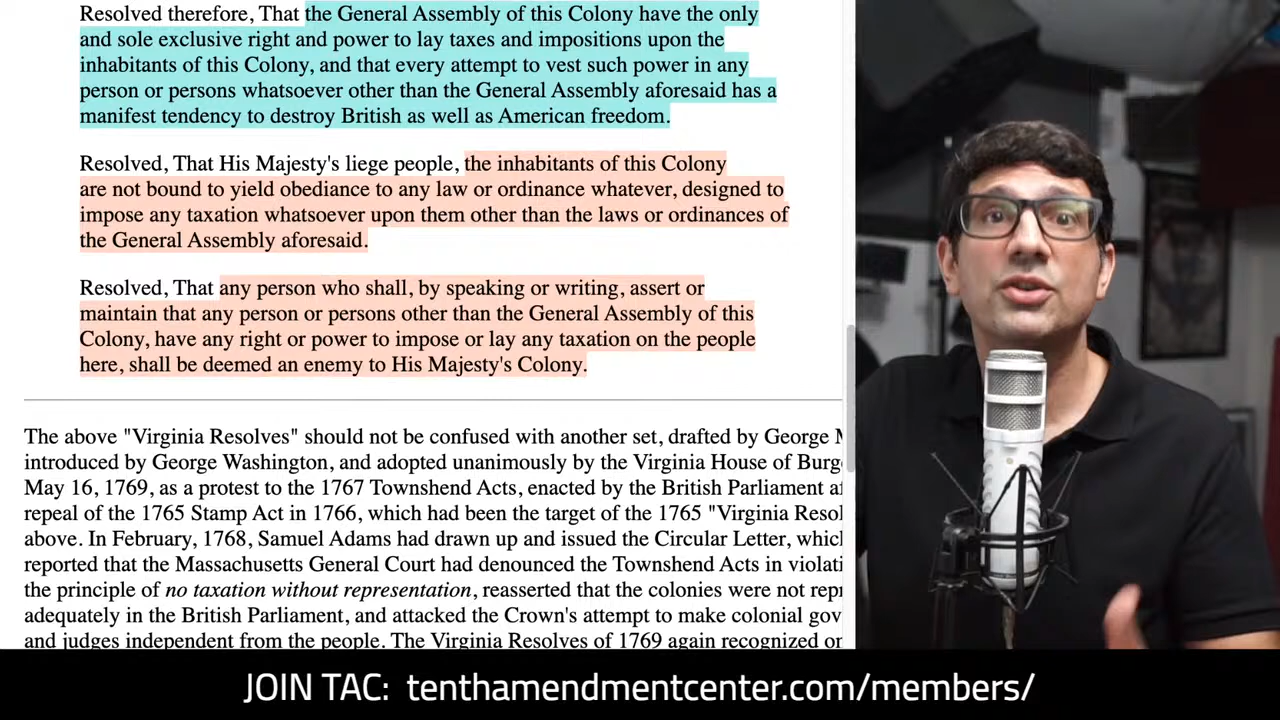 Resolved therefore, That the General Assembly of this Colony have the only
and sole exclusive right and power to lay taxes and impositions upon the
inhabitants of this Colony, and that every attempt to vest such power in any
person or persons whatsoever other than the General Assembly aforesaid has a
manifest tendency to destroy British as well as American freedom.
Resolved, That His Majesty's liege people, the inhabitants of this Colony
are not bound to yield obediance to any law or ordinance whatever, designed to
impose any taxation whatsoever upon them other than the laws or ordinances of
the General Assembly aforesaid.
Resolved, That any person who shall, by speaking or writing, assert or
maintain that any person or persons other than the General Assembly of this
Colony, have any right or power to impose or lay any taxation on the people
here, shall be deemed an enemy to His Majesty's Colony.
The above "Virginia Resolves" should not be confused with another set, drafted by George
introduced by George Washington, and adopted unanimously by the Virginia House of
May 16, 1769, as a protest to the 1767 Townshend Acts, enacted by the British Parliament
repeal of the 1765 Stamp Act in 1766, which had been the target of the 1765 "Virginia
above. In February, 1768, Samuel Adams had drawn up and issued the Circular Letter,
reported that the Massachusetts General Court had denounced the Townshend Acts in
the principle of no taxation without representation, reasserted that the colonies were not
adequately in the British Parliament, and attacked the Crown's attempt to make colonial
and judges independent from the people. The Virginia Resolves of 1769 again recognized
JOIN TAC: tenthamendmentcenter.com/members/